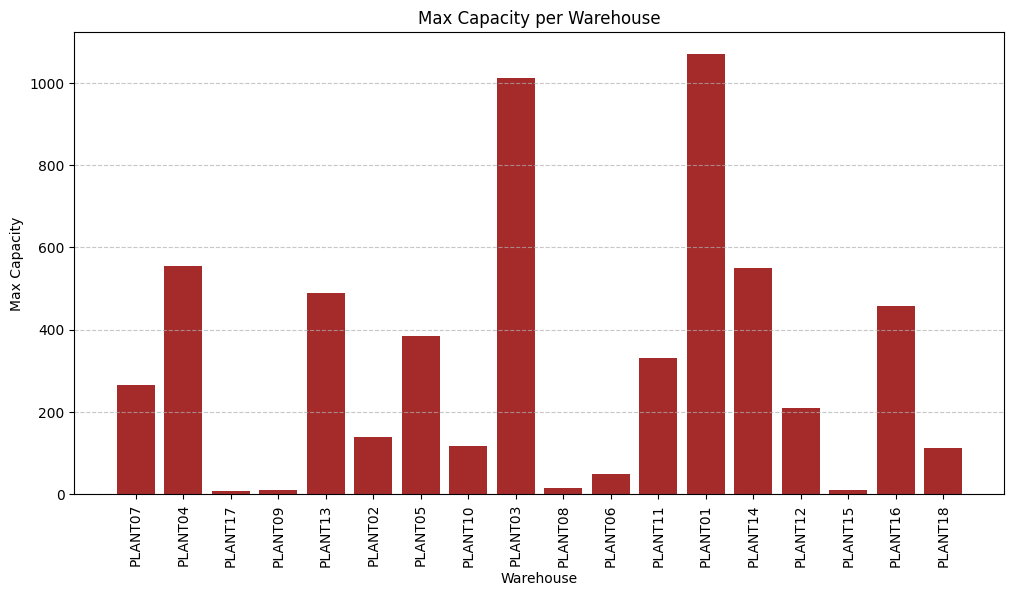 Max Capacity per Warehouse
Max Capacity
1000
800
600
400
200
0
PLANT07
PLANT04
PLANT17
PLANT09
PLANT13
PLANT02
PLANT05
PLANT10
PLANT03
PLANT08
PLANT06
PLANT11
PLANT01
PLANT14
PLANT12
PLANT15
PLANT16
PLANT18
Warehouse